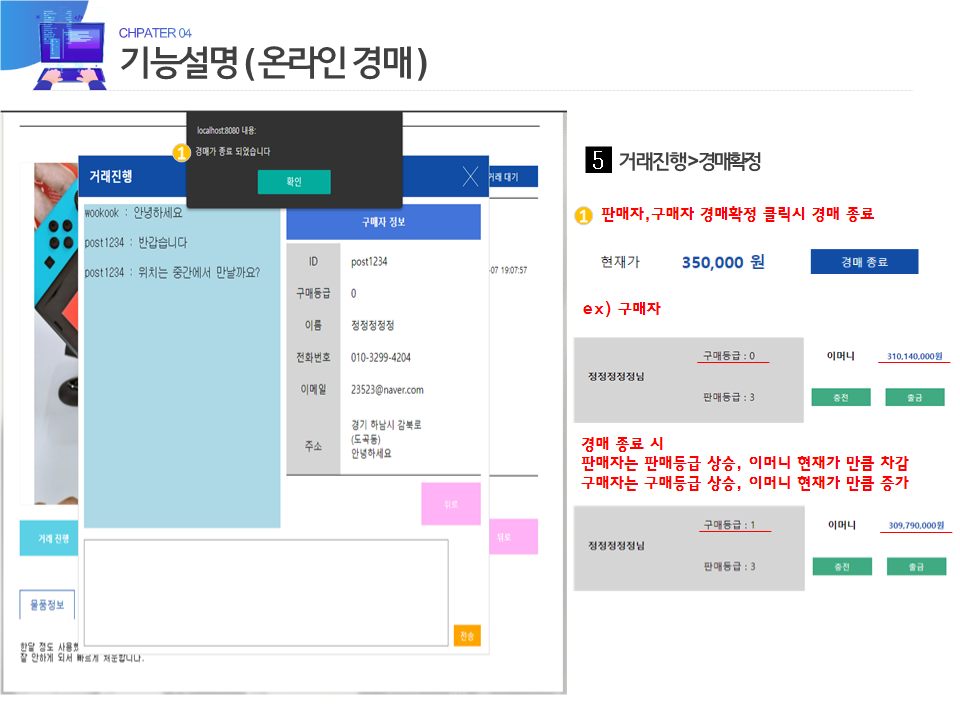 CHPATER 04
기능설명 ( 온라인 경매 )
localhost:8080 내용:
1 경매가 종료 되었습니다
확인
거래진행
거래 대기
wookook : 안녕하세요
post1234 : 반갑습니다
post1234 : 위치는 중간에서 만날까요?
구매자 정보
ID post1234
-07 19:07:57
구매등급 0
이름 정정정정정
전화번호 010-3299-4204
이메일 23523@naver.com
주소 경기 하남시 감북로
(도곡동)
안녕하세요
뒤로
거래 진행
뒤로
물품정보
전송
한달 정도 사용했
잘 안하게 되서 빠르게 처분합니다.
5 거래진행>경매확정
1 판매자,구매자 경매확정 클릭시 경매 종료
현재가 350,000 원 경매 종료
ex) 구매자
구매등급 : 0 이머니 310,140,000원
정정정정정님
판매등급 : 3 충전 출금
경매 종료 시
판매자는 판매등급 상승, 이머니 현재가 만큼 차감
구매자는 구매등급 상승, 이머니 현재가 만큼 증가
구매등급 : 1 이머니 309,790,000원
정정정정정님
판매등급 : 3 충전 출금